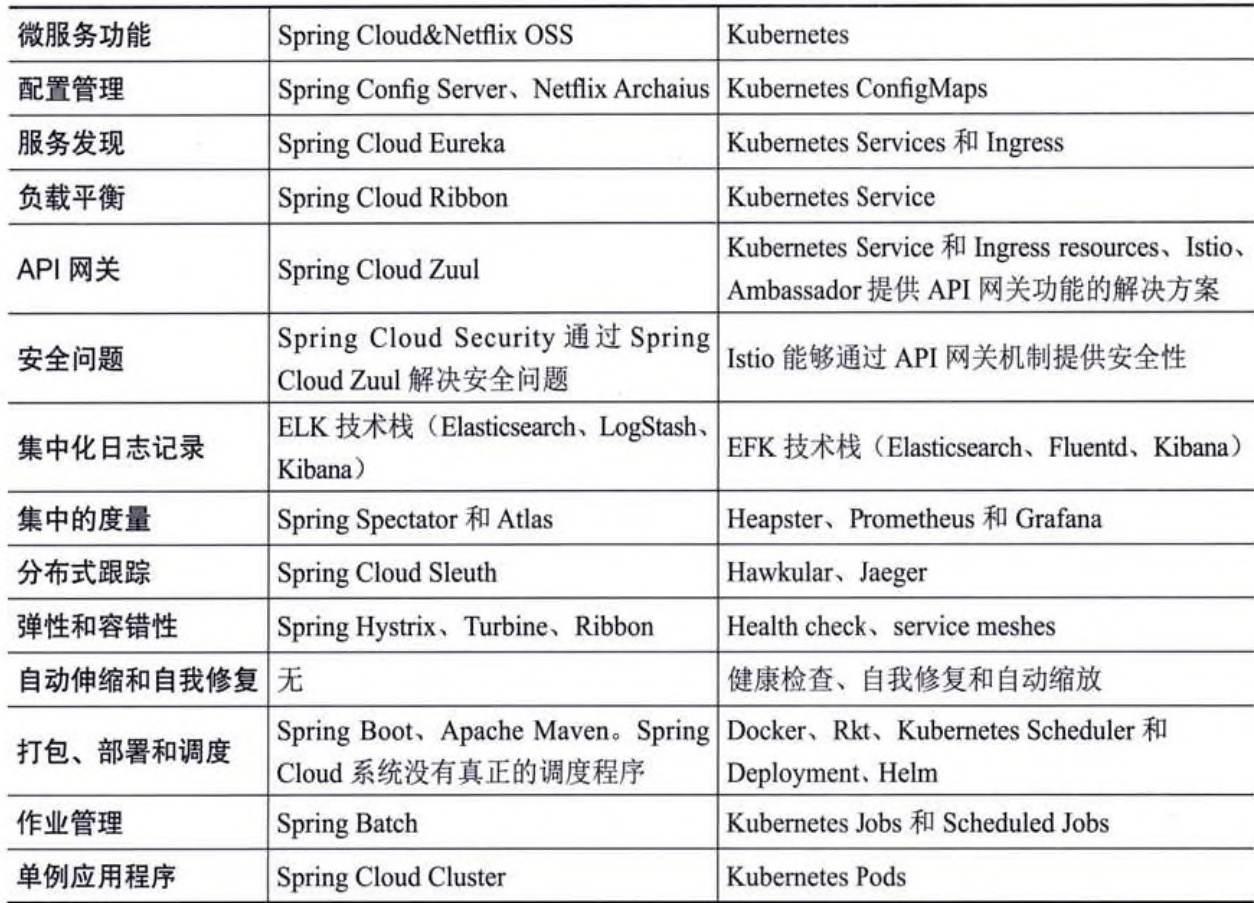 微服务功能 Spring Cloud&Netflix OSS Kubernetes
配置管理 Spring Config Server、Netflix Archaius Kubernetes ConfigMaps
服务发现 Spring Cloud Eureka Kubernetes Services 和 Ingress
负载平衡 Spring Cloud Ribbon Kubernetes Service
API 网关 Spring Cloud Zuul
Kubernetes Service 和 Ingress resources、Istio、
Ambassador 提供 API 网关功能的解决方案
安全问题
Spring Cloud Security 通过 Spring
Cloud Zuul 解决安全问题
Istio 能够通过 API 网关机制提供安全性
集中化日志记录
ELK 技术栈（Elasticsearch、LogStash、
Kibana）
EFK 技术栈（Elasticsearch、Fluentd、Kibana）
集中的度量 Spring Spectator 和 Atlas Heapster、Prometheus 和 Grafana
分布式跟踪 Spring Cloud Sleuth Hawkular、Jaeger
弹性和容错性 Spring Hystrix、Turbine、Ribbon Health check、service meshes
自动伸缩和自我修复 无 健康检查、自我修复和自动缩放
打包、部署和调度
Spring Boot、Apache Maven。Spring
Cloud 系统没有真正的调度程序
Docker、Rkt、Kubernetes Scheduler 和
Deployment、Helm
作业管理 Spring Batch Kubernetes Jobs 和 Scheduled Jobs
单例应用程序 Spring Cloud Cluster Kubernetes Pods